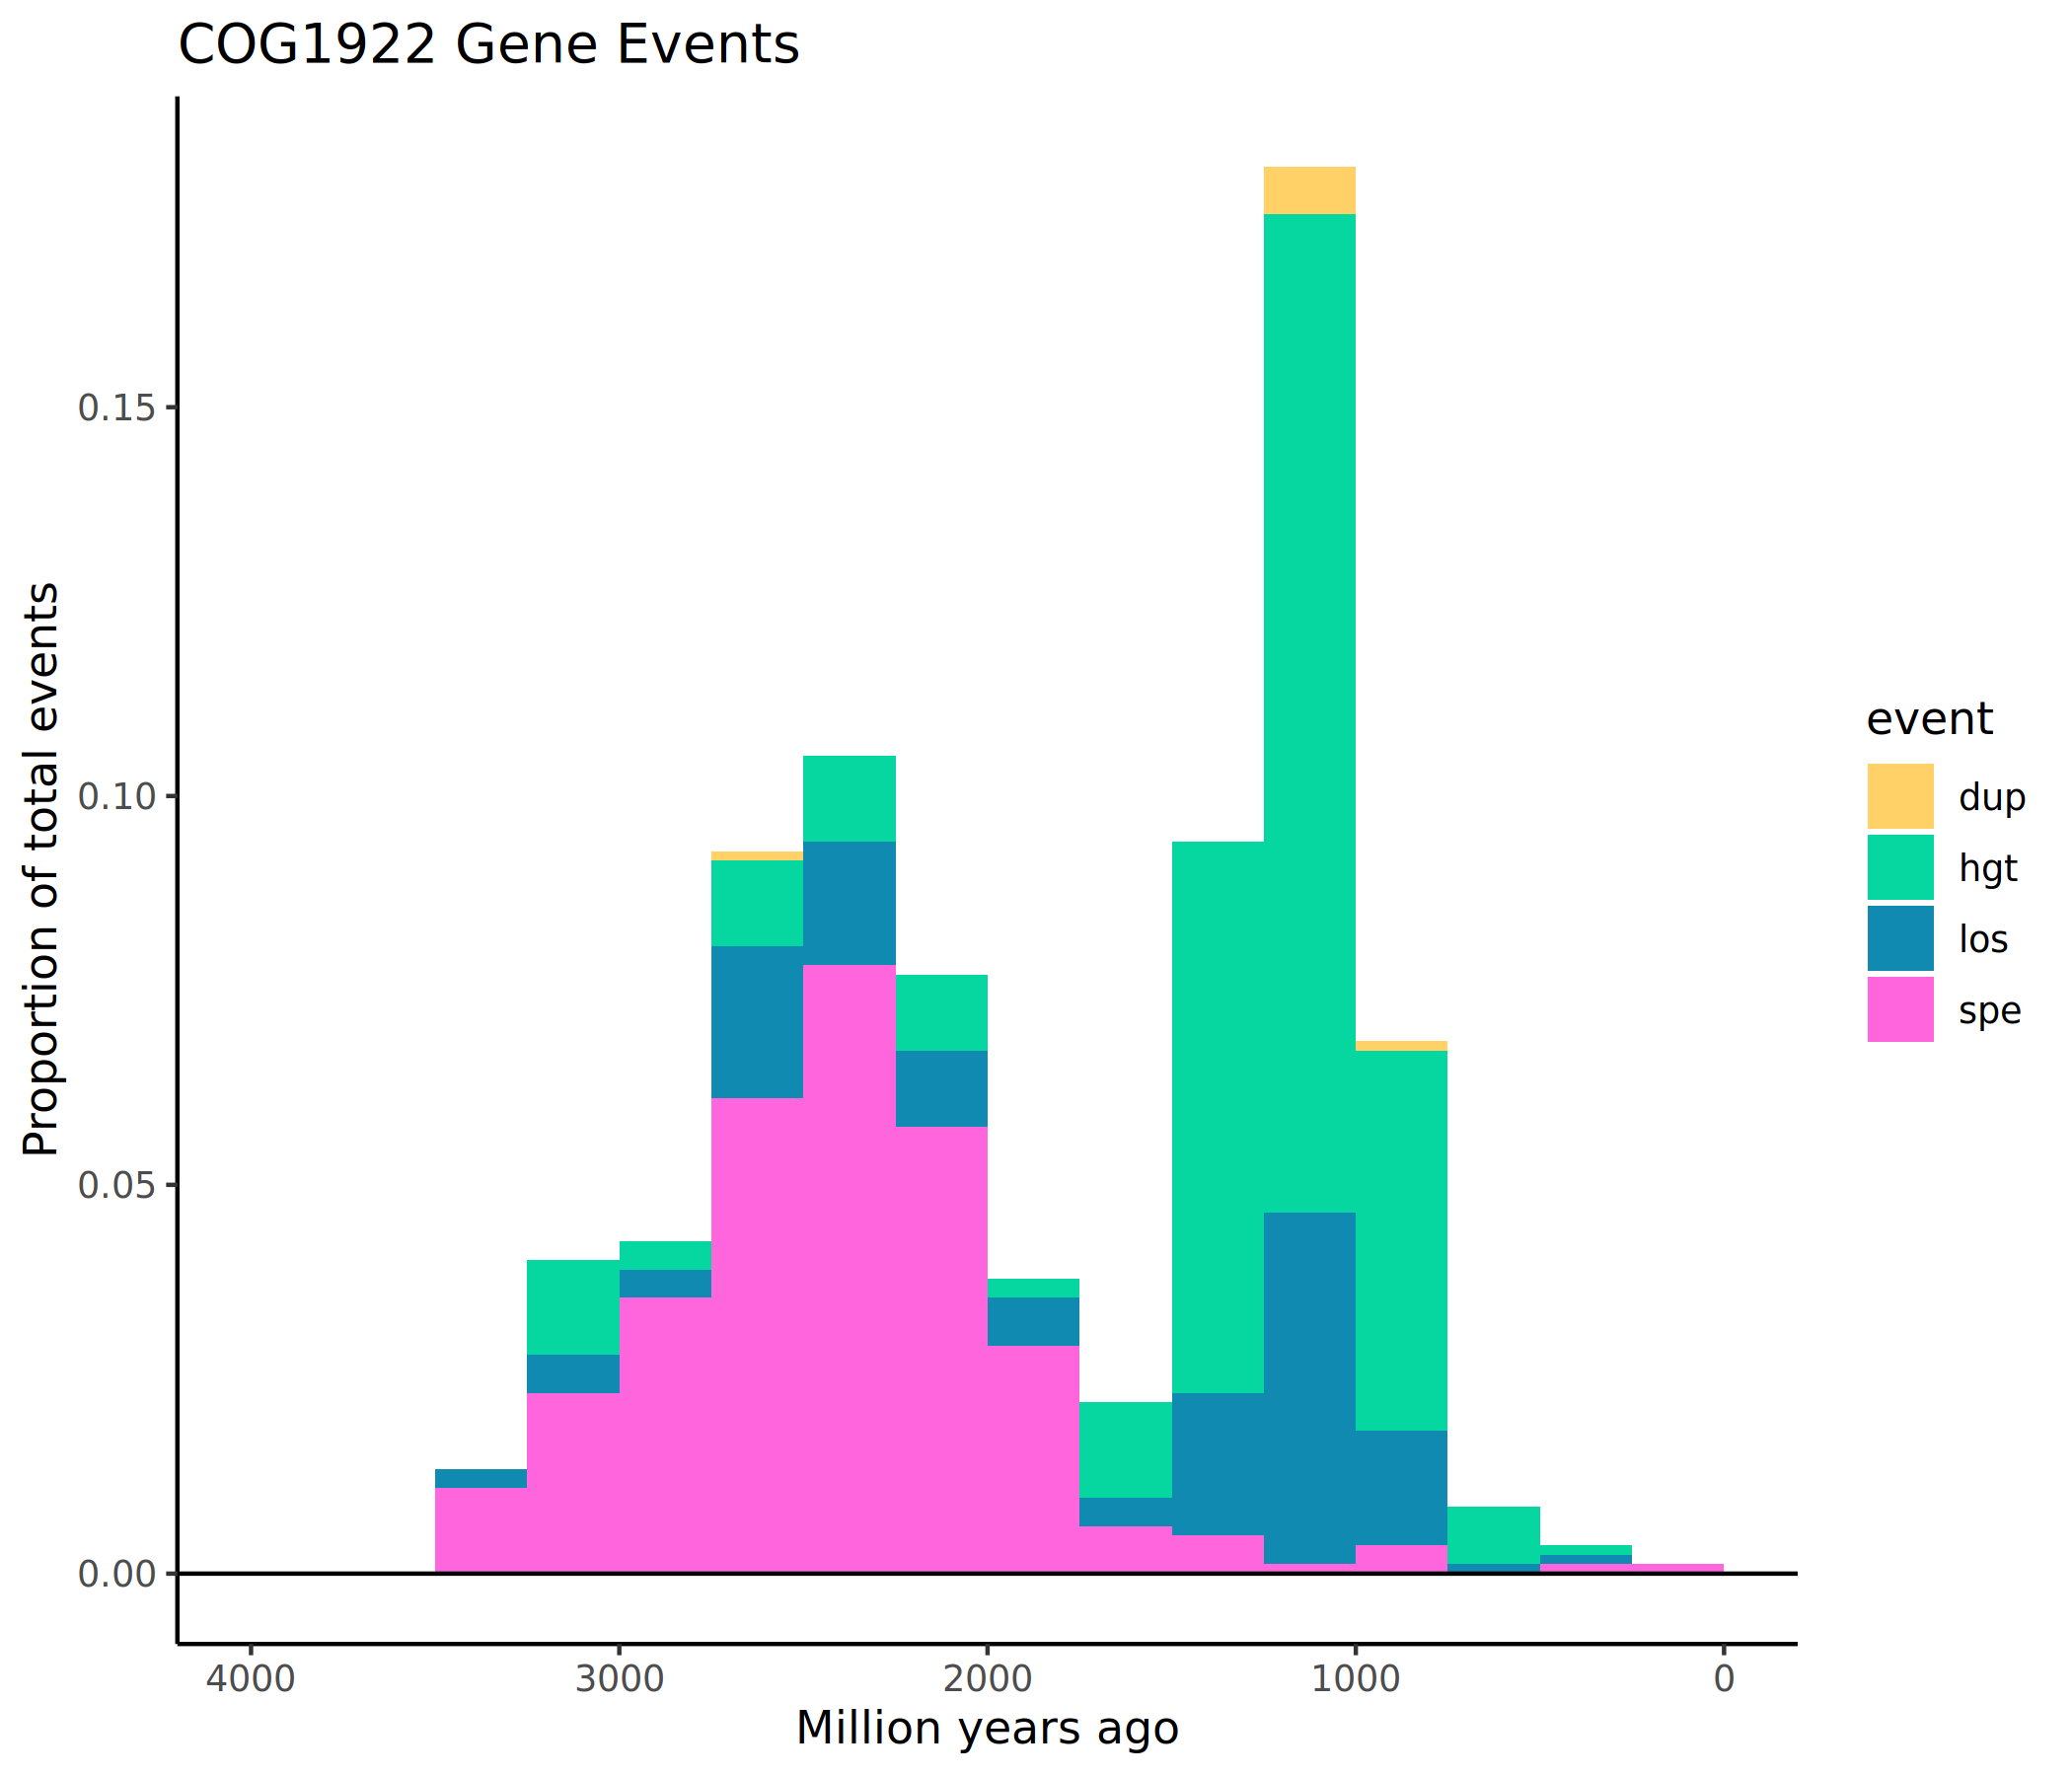 COG1922 Gene Events
Proportion of total events
0.15
0.10
0.05
0.00
4000
3000
2000
1000
0
Million years ago
event
dup
hgt
los
spe